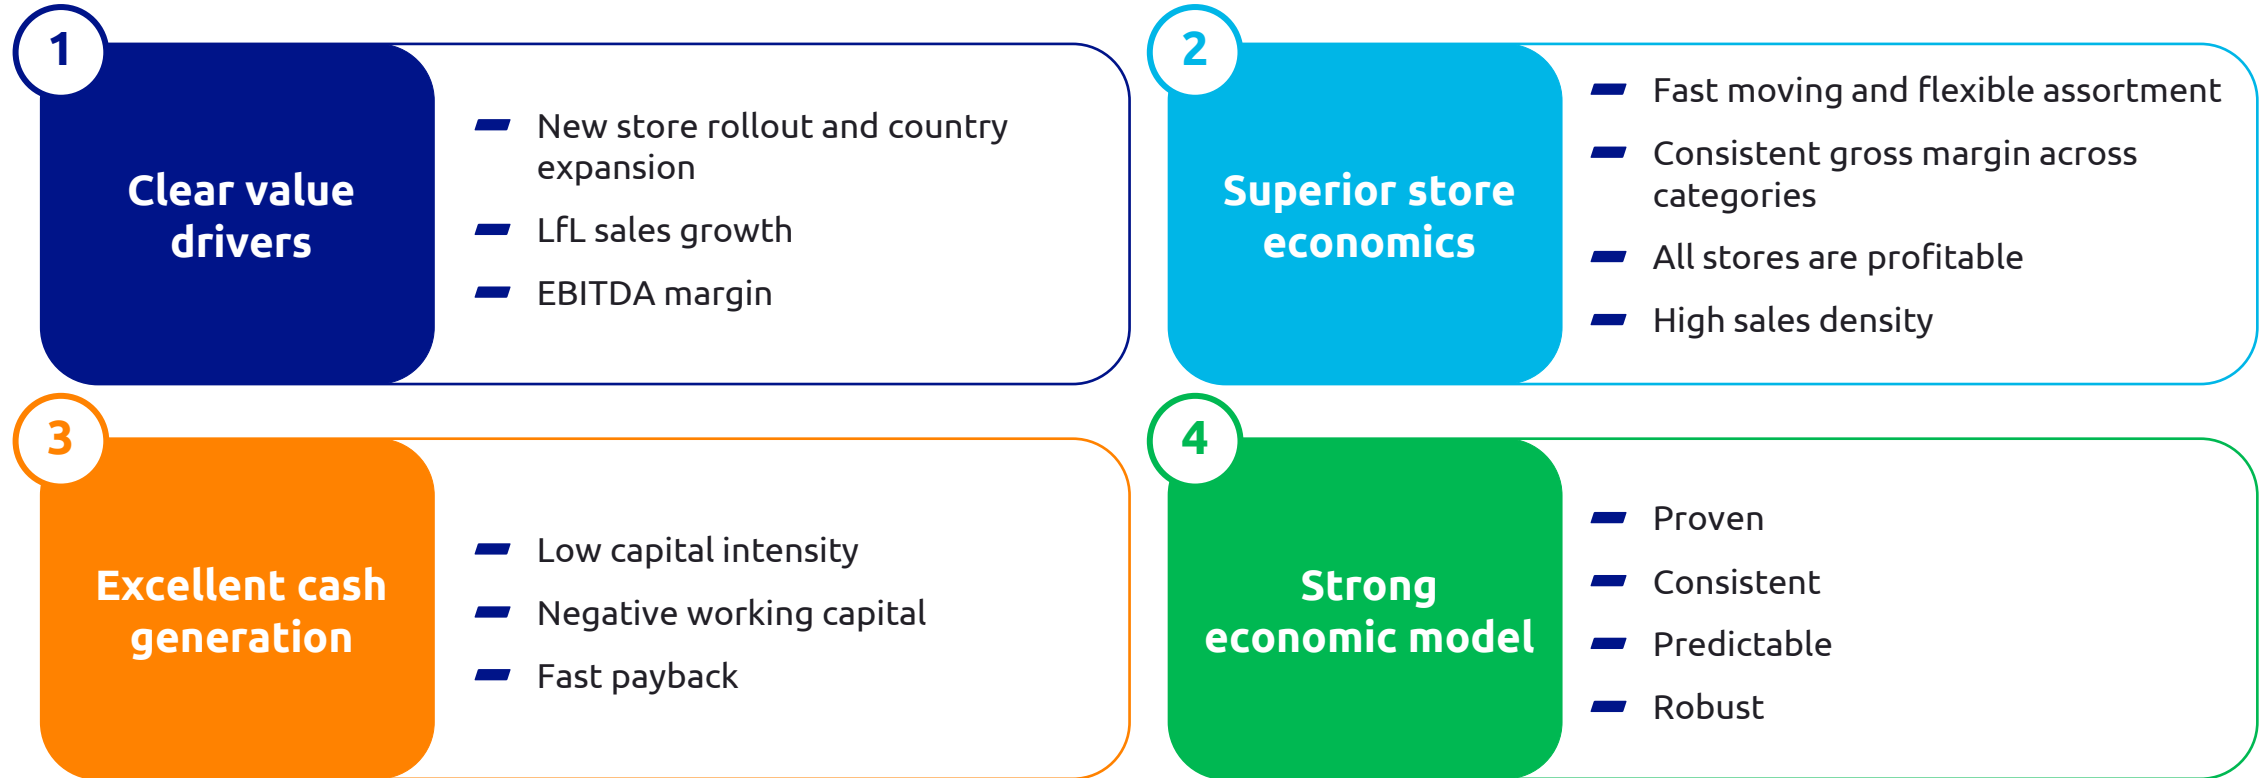 1
Clear value
drivers
New store rollout and country
expansion
LfL sales growth
EBITDA margin
2
Superior store
economics
Fast moving and flexible assortment
Consistent gross margin across
categories
All stores are profitable
High sales density
3
Excellent cash
generation
Low capital intensity
Negative working capital
Fast payback
4
Strong
economic model
Proven
Consistent
Predictable
Robust